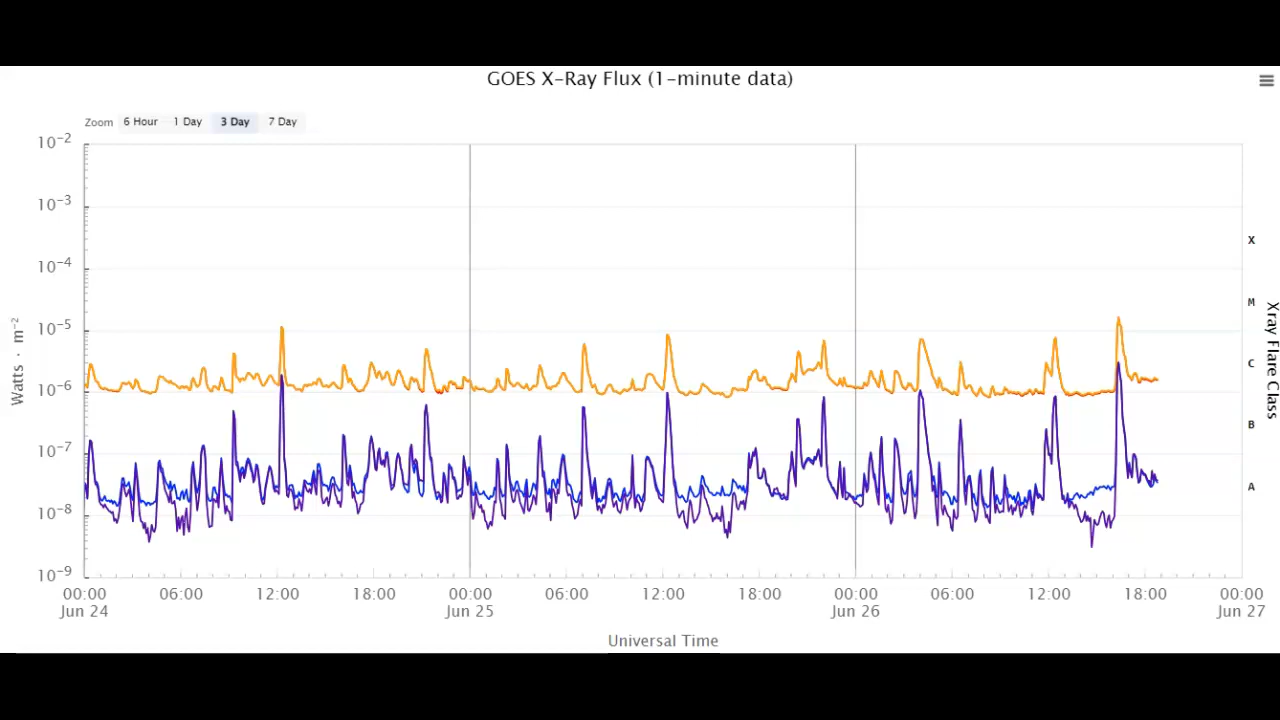 GOES X-Ray Flux (1-minute data)
Zoom 6 Hour 1 Day 3 Day 7 Day
10⁻²
10⁻³
10⁻⁴
10⁻⁵
10⁻⁶
10⁻⁷
10⁻⁸
10⁻⁹
Watts · m⁻²
X
M
C
B
A
Xray Flare Class
00:00 06:00 12:00 18:00 00:00 06:00 12:00 18:00 00:00 06:00 12:00 18:00 00:00
Jun 24 Jun 25 Jun 26 Jun 27
Universal Time